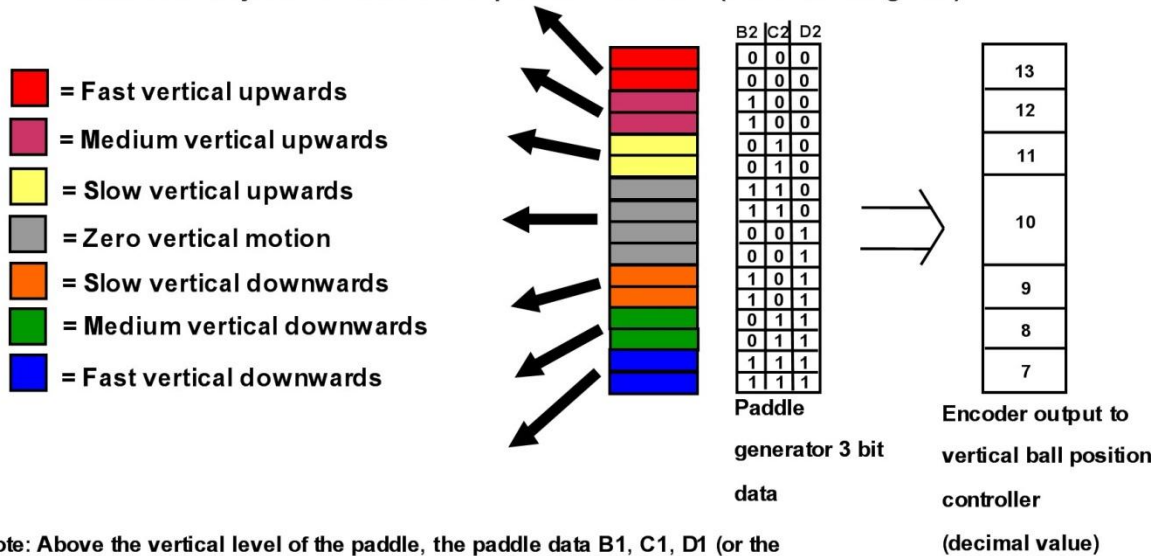 B2 C2 D2
= Fast vertical upwards
= Medium vertical upwards
= Slow vertical upwards
= Zero vertical motion
= Slow vertical downwards
= Medium vertical downwards
= Fast vertical downwards
0 0 0
0 0 0
1 0 0
1 0 0
0 1 0
0 1 0
1 1 0
1 1 0
0 0 1
0 0 1
1 0 1
1 0 1
0 1 1
0 1 1
1 1 1
1 1 1
13
12
11
10
9
8
7
Paddle
generator 3 bit
data
Encoder output to
vertical ball position
controller
(decimal value)
Above the vertical level of the paddle, the paddle data B1, C1, D1 (or the